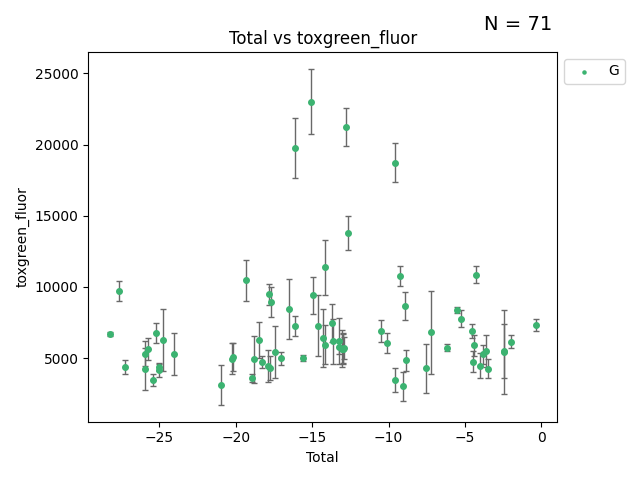 N = 71
Total vs toxgreen_fluor
G
25000
20000
15000
10000
5000
toxgreen_fluor
−25 −20 −15 −10 −5 0
Total